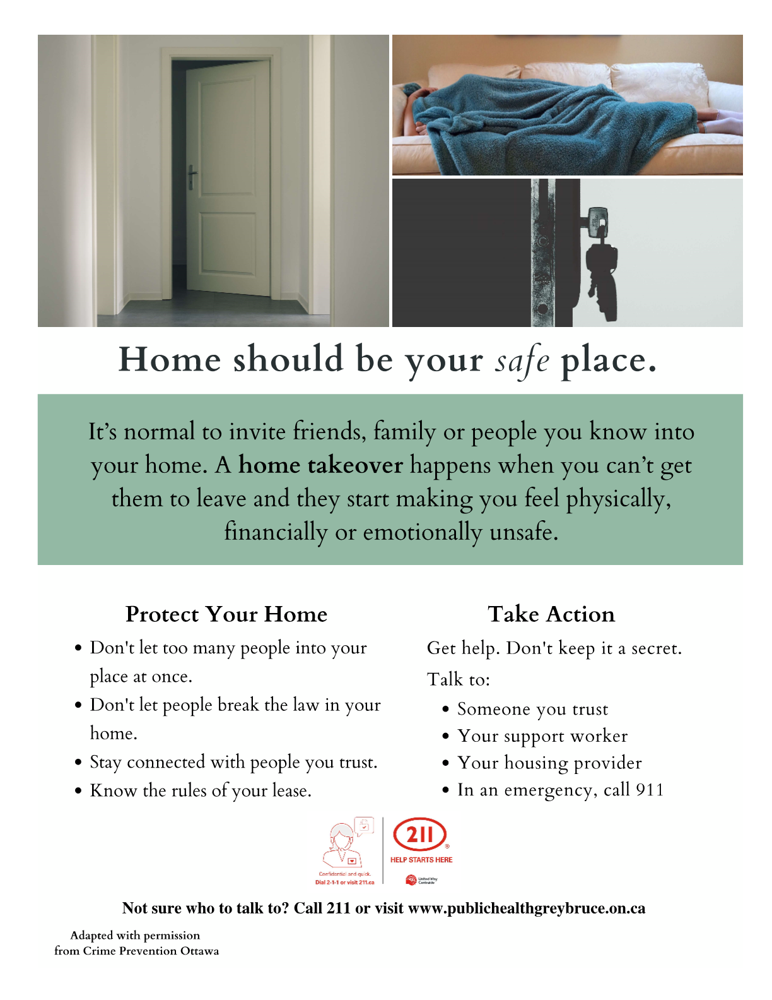 Home should be your safe place.
It’s normal to invite friends, family or people you know into
your home. A home takeover happens when you can’t get
them to leave and they start making you feel physically,
financially or emotionally unsafe.
Protect Your Home
• Don't let too many people into your
place at once.
• Don't let people break the law in your
home.
• Stay connected with people you trust.
• Know the rules of your lease.
Take Action
Get help. Don't keep it a secret.
Talk to:
• Someone you trust
• Your support worker
• Your housing provider
• In an emergency, call 911
Confidential and quick.
Dial 2-1-1 or visit 211.ca
211®
HELP STARTS HERE
United Way
Centraide
Not sure who to talk to? Call 211 or visit www.publichealthgreybruce.on.ca
Adapted with permission
from Crime Prevention Ottawa